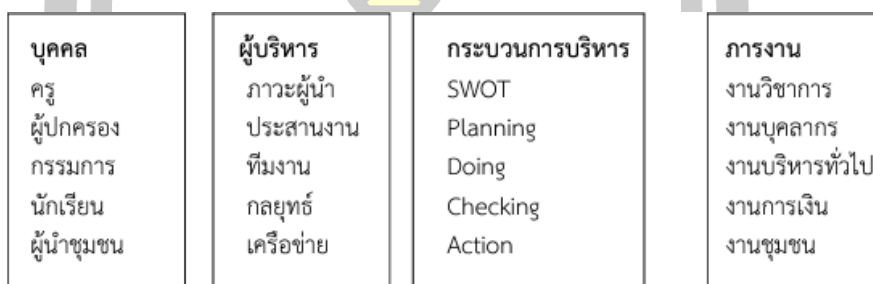 บุคคล
ครู
ผู้ปกครอง
กรรมการ
นักเรียน
ผู้นำชุมชน
ผู้บริหาร
ภาวะผู้นำ
ประสานงาน
ทีมงาน
กลยุทธ์
เครือข่าย
กระบวนการบริหาร
SWOT
Planning
Doing
Checking
Action
ภารงาน
งานวิชาการ
งานบุคลากร
งานบริหารทั่วไป
งานการเงิน
งานชุมชน